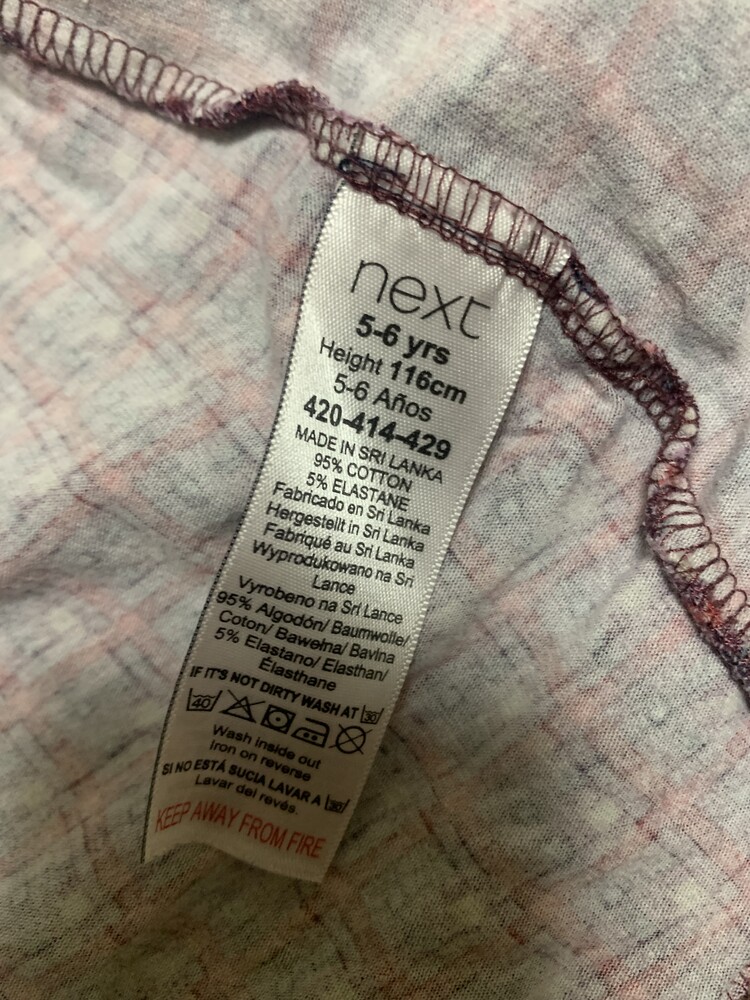 next
5-6 yrs
Height 116cm
5-6 Años
420-414-429
MADE IN SRI LANKA
95% COTTON
5% ELASTANE
Fabricado en Sri Lanka
Hergestellt in Sri Lanka
Fabriqué au Sri Lanka
Wyprodukowano na Sri
Lance
Vyrobeno na Srí Lance
95% Algodón/ Baumwolle/
Coton/ Bawełna/ Bavlna
5% Elastano/ Elasthan/
Élasthane
IF IT'S NOT DIRTY WASH AT 30
40
Wash inside out
Iron on reverse
SI NO ESTÁ SUCIA LAVAR A 30
Lavar del revés.
KEEP AWAY FROM FIRE